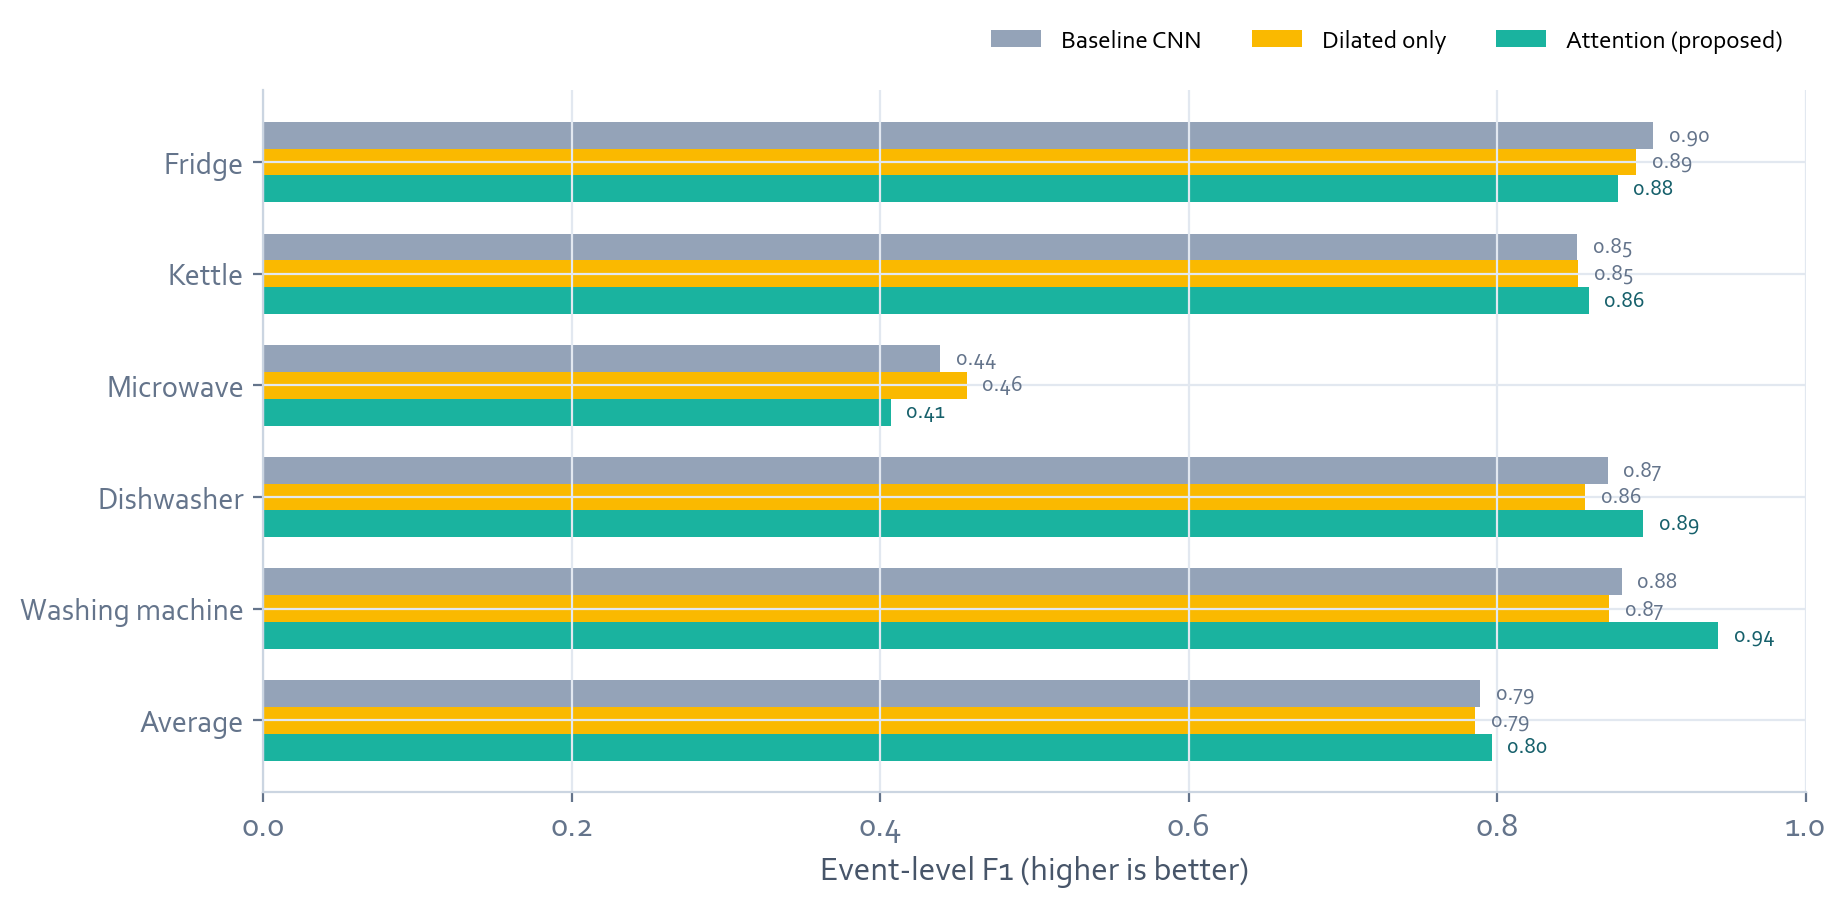 Baseline CNN Dilated only Attention (proposed)
Fridge 0.90
0.89
0.88
Kettle 0.85
0.85
0.86
Microwave 0.44
0.46
0.41
Dishwasher 0.87
0.86
0.89
Washing machine 0.88
0.87
0.94
Average 0.79
0.79
0.80
0.0 0.2 0.4 0.6 0.8 1.0
Event-level F1 (higher is better)